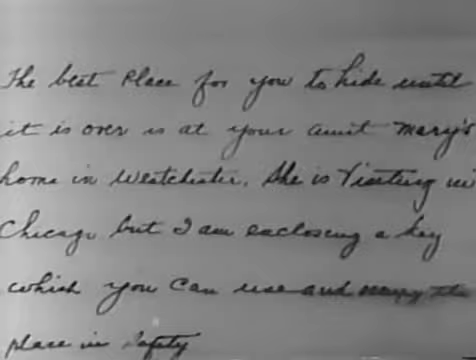 The best Place for you to hide until
it is over is at your aunt Mary's
home in Westchester. She is Visiting in
Chicago but I am enclosing a key
which you can use and the
place in Safety